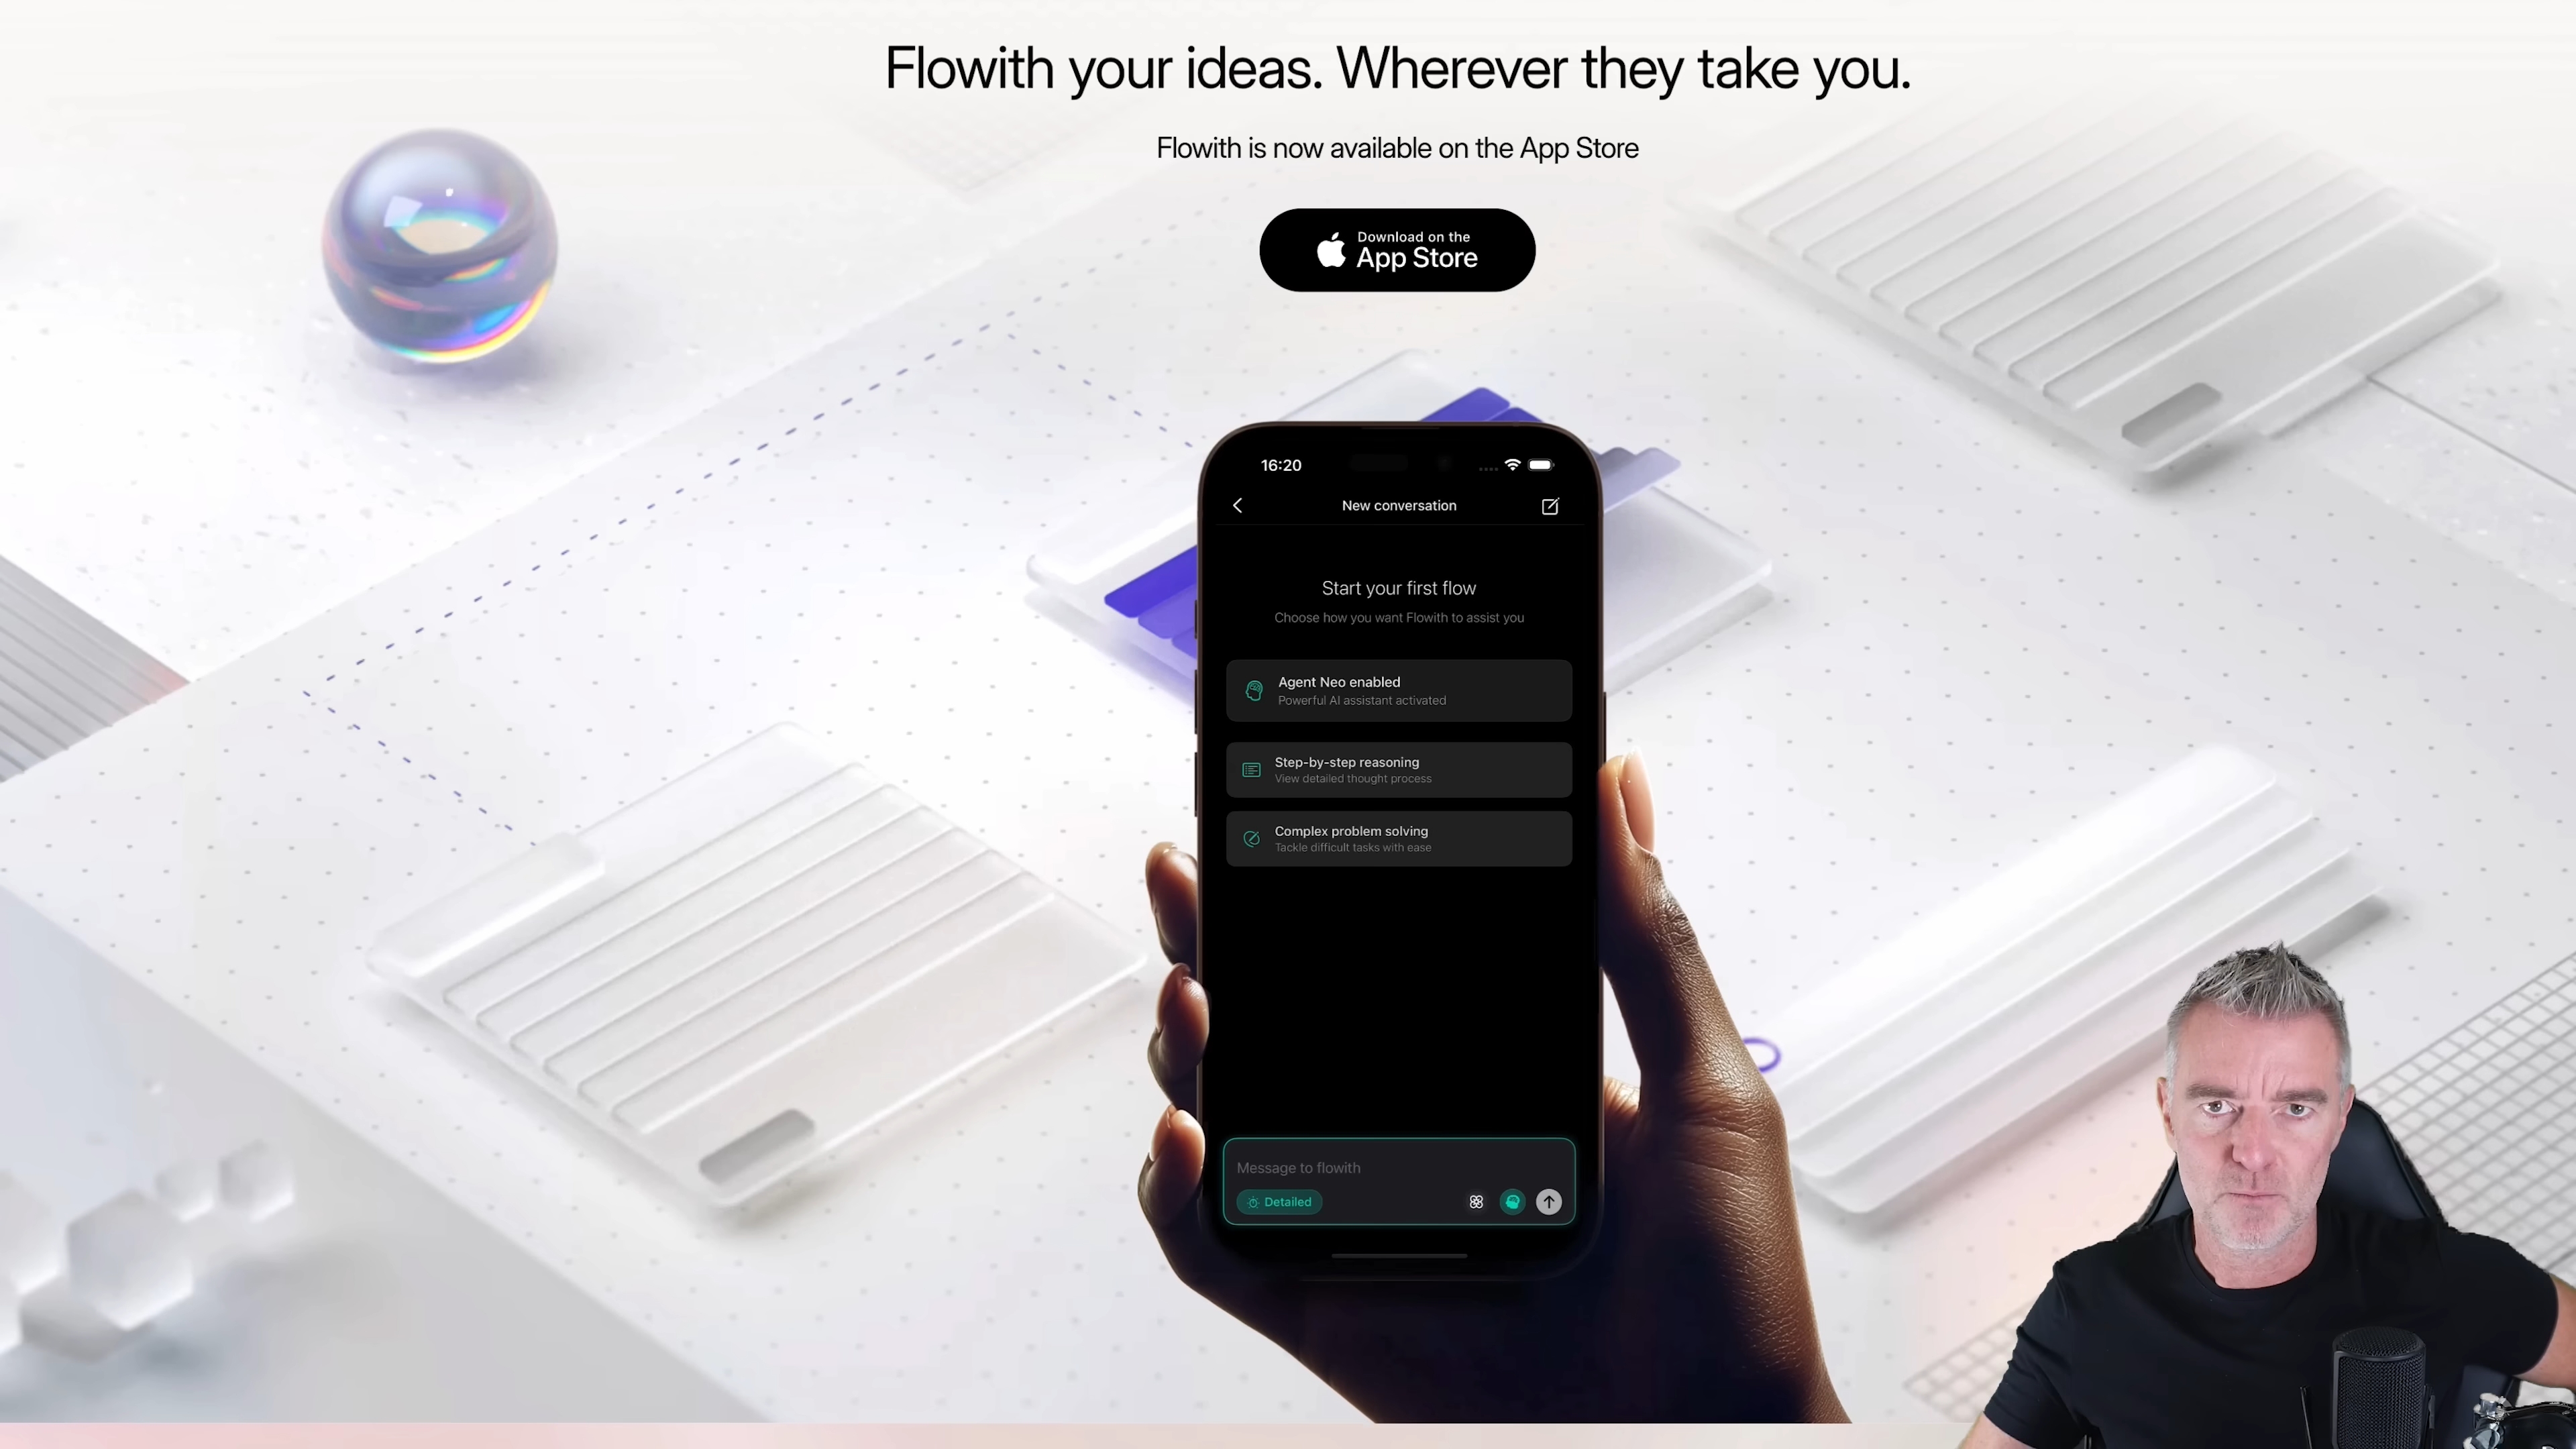 Flowith your ideas. Wherever they take you.
Flowith is now available on the App Store
Download on the
App Store
16:20
New conversation
Start your first flow
Choose how you want Flowith to assist you
Agent Neo enabled
Powerful AI assistant activated
Step-by-step reasoning
View detailed thought process
Complex problem solving
Tackle difficult tasks with ease
Message to flowith
Detailed